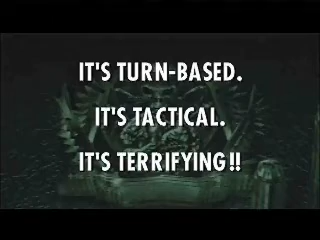 IT'S TURN-BASED.
IT'S TACTICAL.
IT'S TERRIFYING!!